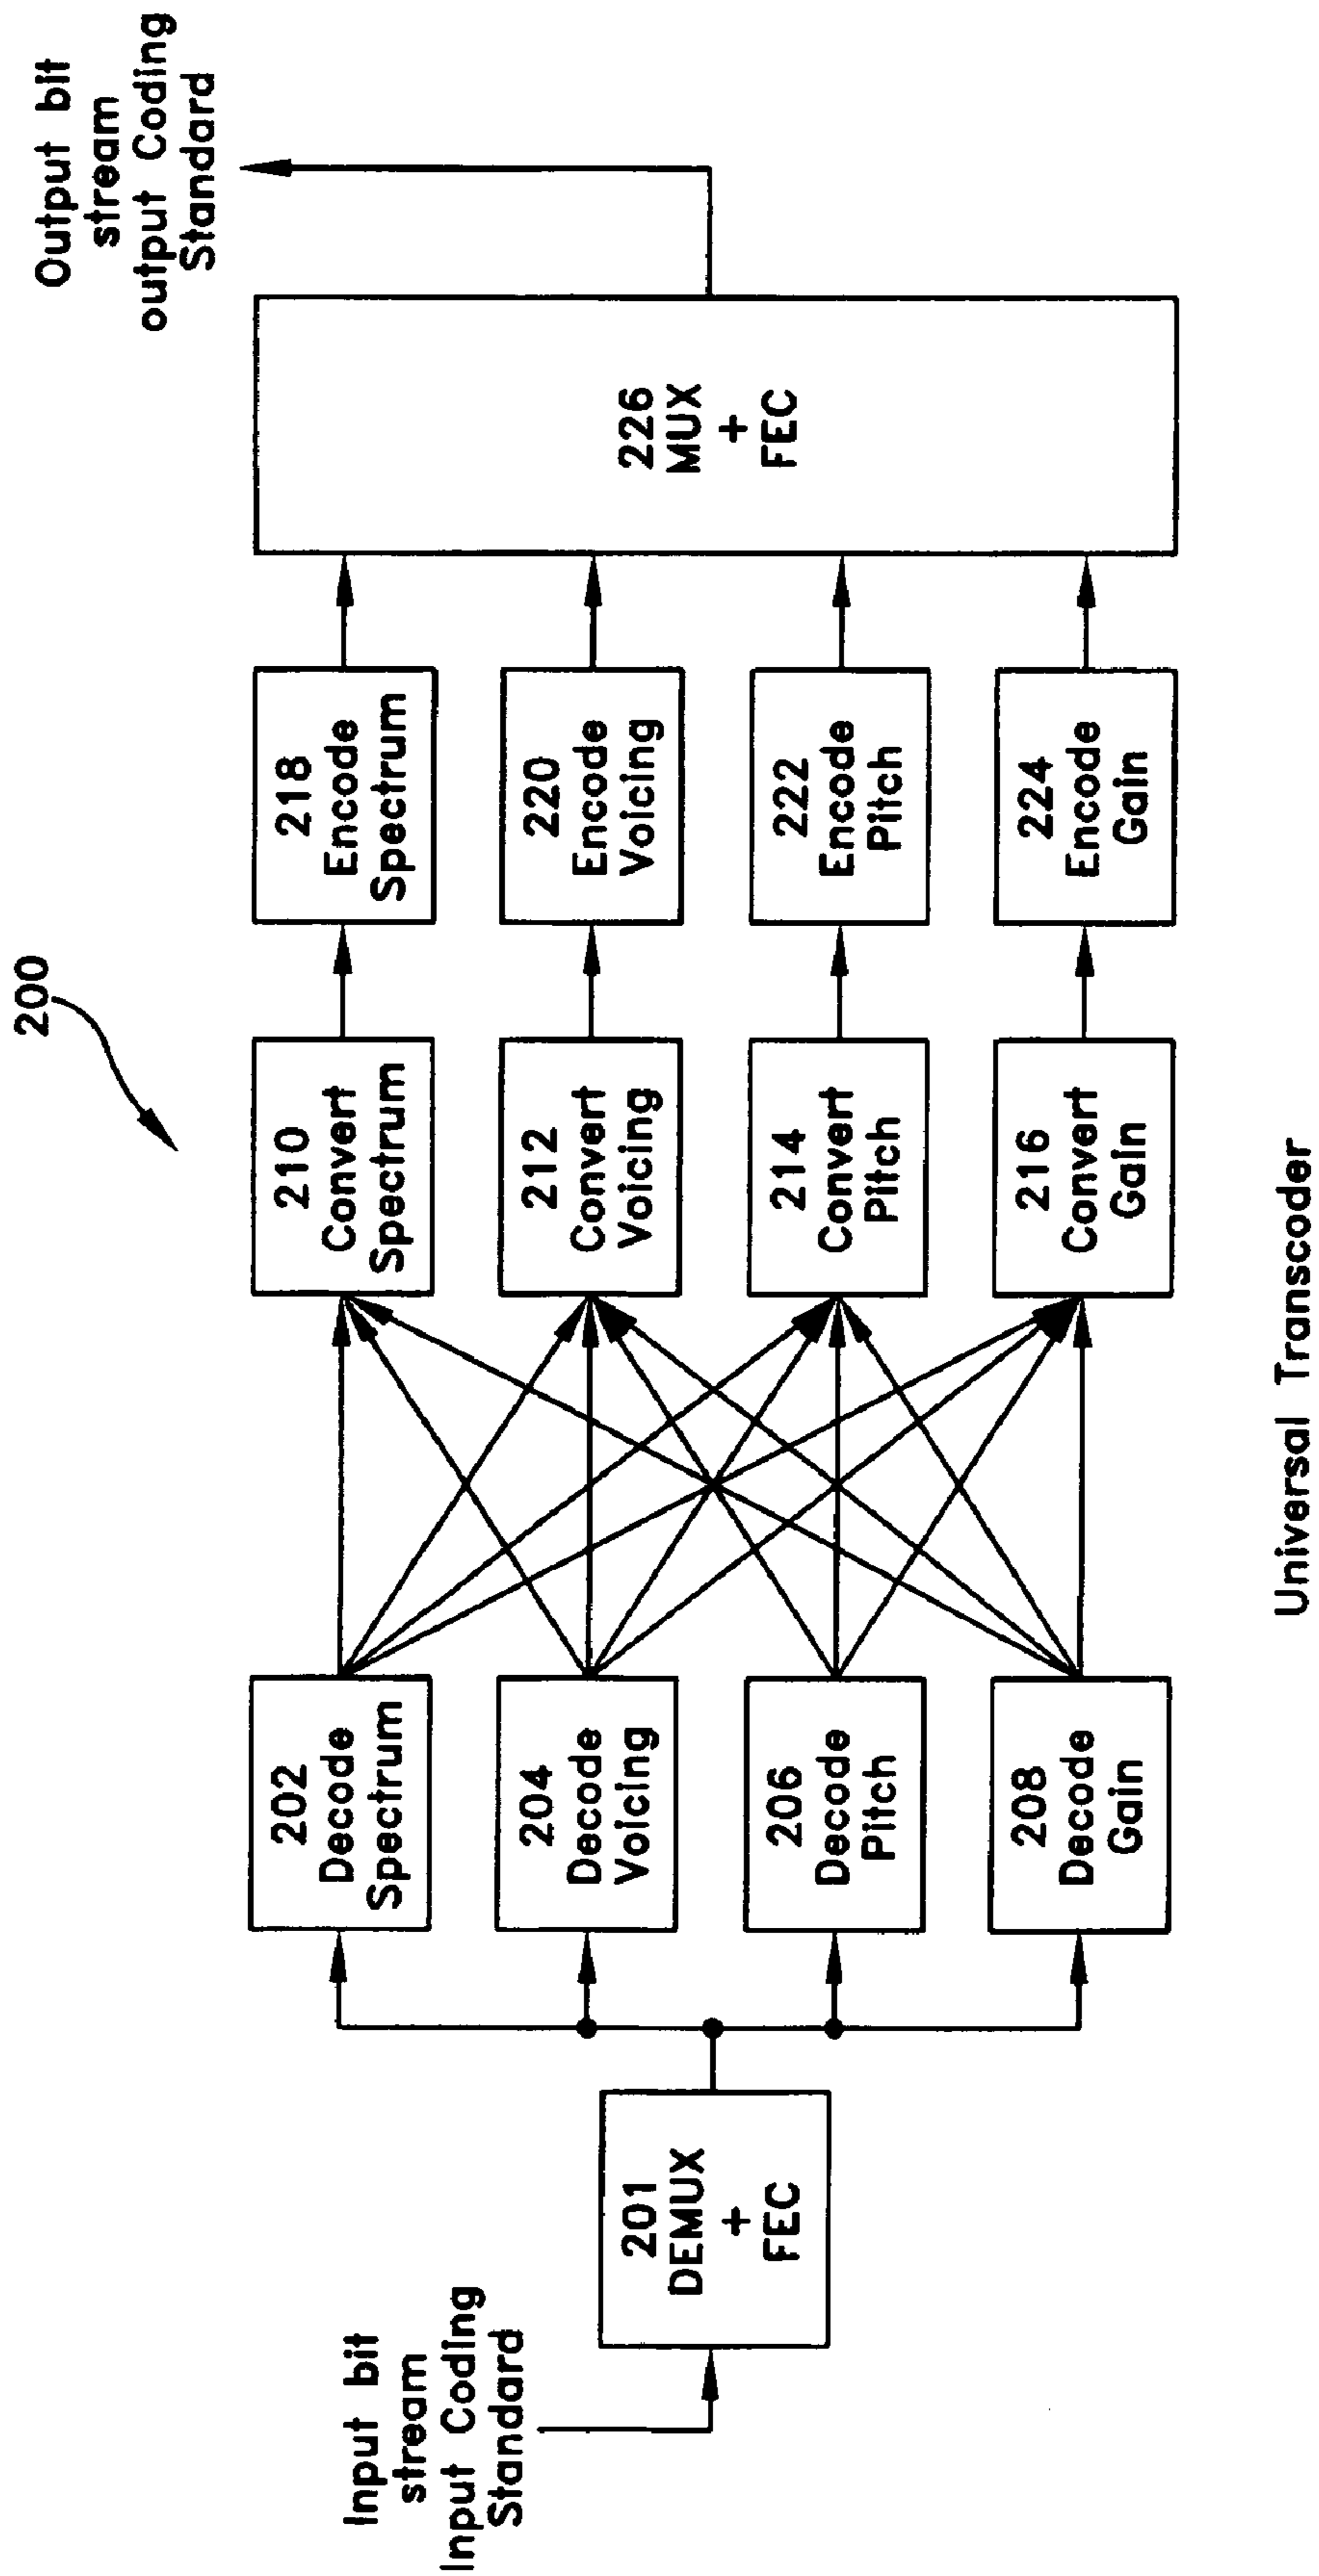 200
Input bit
stream
Input Coding
Standard
201
DEMUX
+
FEC
202
Decode
Spectrum
204
Decode
Voicing
206
Decode
Pitch
208
Decode
Gain
210
Convert
Spectrum
212
Convert
Voicing
214
Convert
Pitch
216
Convert
Gain
218
Encode
Spectrum
220
Encode
Voicing
222
Encode
Pitch
224
Encode
Gain
226
MUX
+
FEC
Output bit
stream
output Coding
Standard
Universal Transcoder